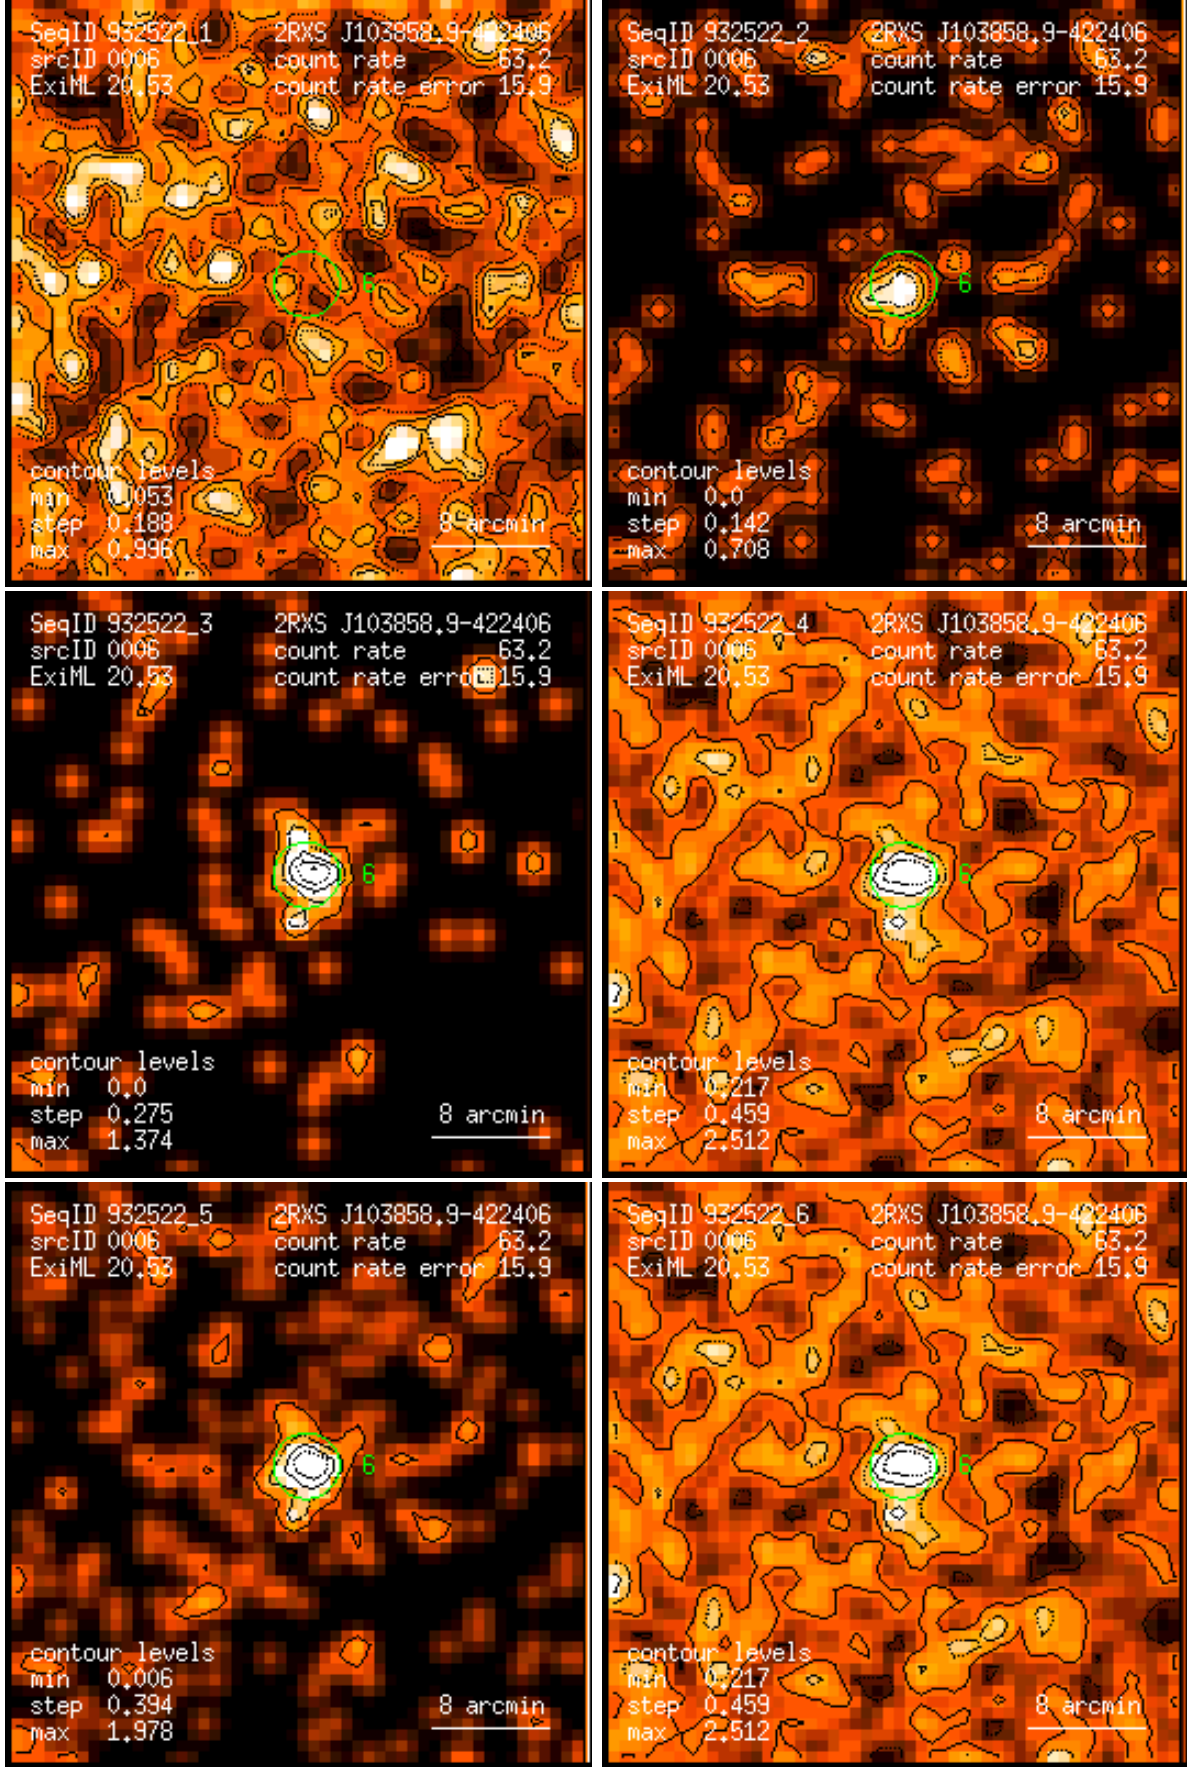 SeqID 932522_1 2RXS J103858.9-422406
srcID 0006 count rate 63.2
ExiML 20.53 count rate error 15.9
6
contour levels
min 0.053
step 0.188
max 0.996
8 arcmin
SeqID 932522_2 2RXS J103858.9-422406
srcID 0006 count rate 63.2
ExiML 20.53 count rate error 15.9
6
contour levels
min 0.0
step 0.142
max 0.708
8 arcmin
SeqID 932522_3 2RXS J103858.9-422406
srcID 0006 count rate 63.2
ExiML 20.53 count rate error 15.9
6
contour levels
min 0.0
step 0.275
max 1.374
8 arcmin
SeqID 932522_4 2RXS J103858.9-422406
srcID 0006 count rate 63.2
ExiML 20.53 count rate error 15.9
6
contour levels
min 0.217
step 0.459
max 2.512
8 arcmin
SeqID 932522_5 2RXS J103858.9-422406
srcID 0006 count rate 63.2
ExiML 20.53 count rate error 15.9
6
contour levels
min 0.006
step 0.394
max 1.978
8 arcmin
SeqID 932522_6 2RXS J103858.9-422406
srcID 0006 count rate 63.2
ExiML 20.53 count rate error 15.9
6
contour levels
min 0.217
step 0.459
max 2.512
8 arcmin